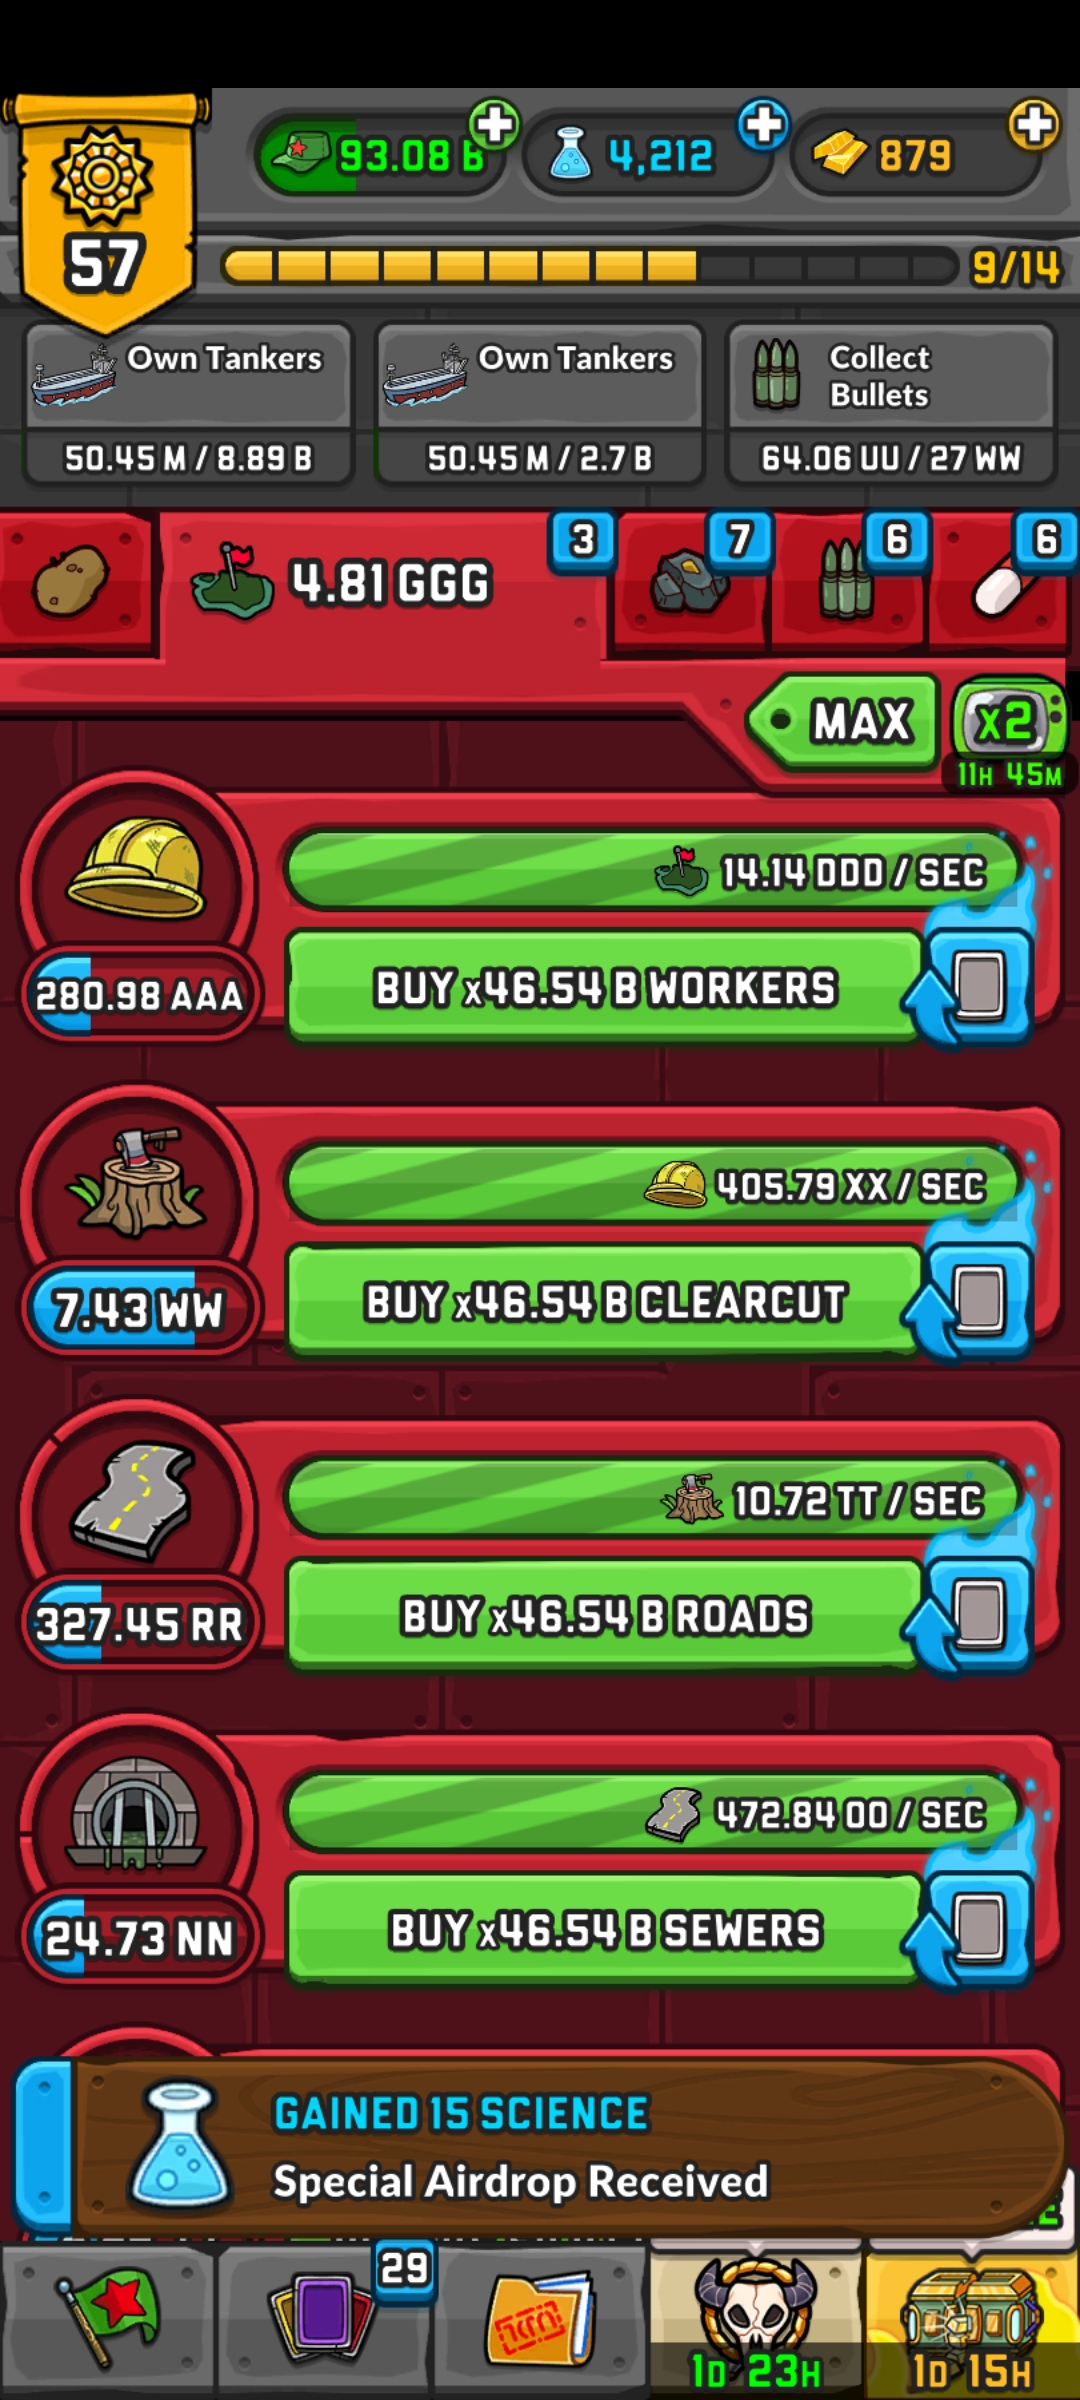 93.08 B
4,212
879
57
9/14
Own Tankers
50.45 M / 8.89 B
Own Tankers
50.45 M / 2.7 B
Collect
Bullets
64.06 UU / 27 WW
4.81 GGG
3
7
6
6
MAX
x2
11H 45M
14.14 DDD / SEC
280.98 AAA
BUY x46.54 B WORKERS
405.79 XX / SEC
7.43 WW
BUY x46.54 B CLEARCUT
10.72 TT / SEC
327.45 RR
BUY x46.54 B ROADS
472.84 OO / SEC
24.73 NN
BUY x46.54 B SEWERS
GAINED 15 SCIENCE
Special Airdrop Received
29
1D 23H
1D 15H